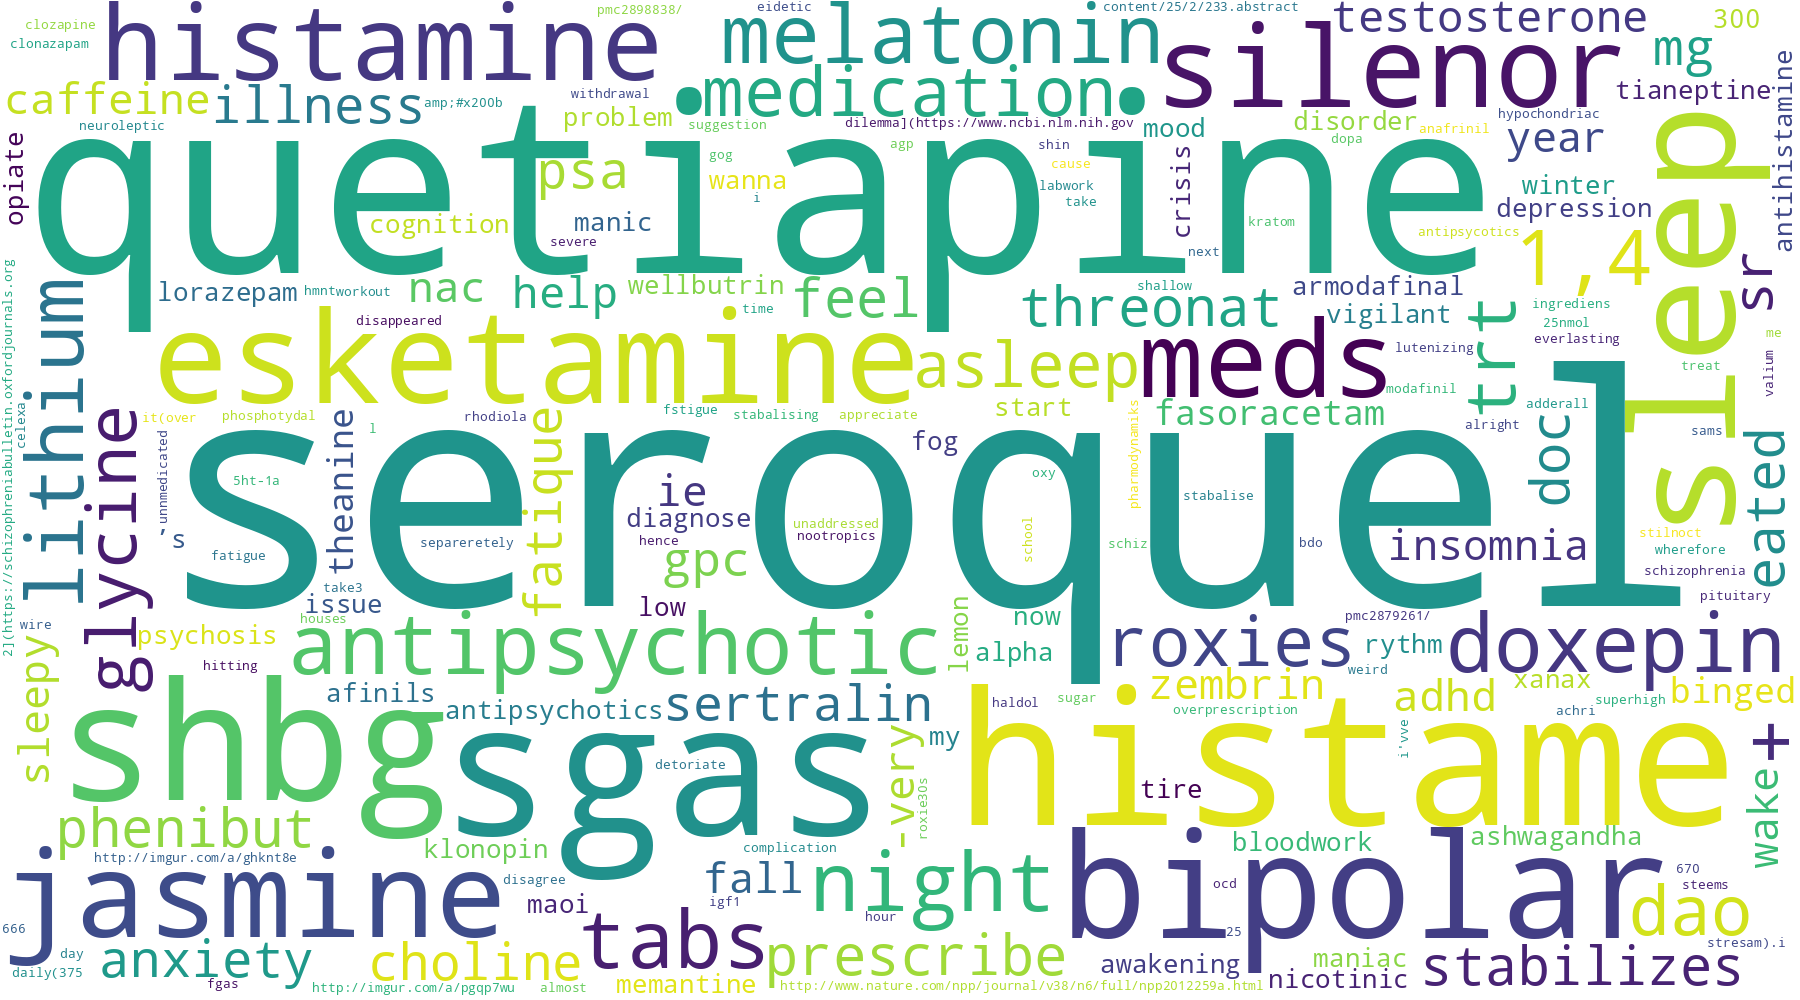 clozapine
clonazapam
histamine
pmc2898838/
eidetic
melatonin
content/25/2/233.abstract
testosterone
300
silenor
mg
caffeine
illness
amp;#x200b
withdrawal
medication
tianeptine
neuroleptic
problem
suggestion
dilemma](https://www.ncbi.nlm.nih.gov
mood
disorder
anafrinil
hypochondriac
year
antihistamine
opiate
quetiapine
psa
gog
agp
shin
dopa
cause
wanna
i
labwork
take
crisis
winter
sleep
cognition
manic
severe
kratom
antipsycotics
depression
next
1,4
sr
2](https://schizophreniabulletin.oxfordjournals.org
lithium
lorazepam
hmntworkout
nac
help
wellbutrin
feel
time
threonat
shallow
armodafinal
vigilant
trt
ingrediens
25nmol
everlasting
me
disappeared
esketamine
asleep
meds
lutenizing
treat
valium
modafinil
celexa
glycine
it(over
phosphotydal
theanine
l
rhodiola
fatique
fstigue
stabalising
appreciate
start
fasoracetam
adderall
alright
doc
sams
eated
,unnmedicated
's
seroquel
5ht-1a
fog
oxy
pharmodynamiks
ie
diagnose
unaddressed
nootropics
stabalise
insomnia
stilnoct
wherefore
fatigue
separeretely
hence
school
schiz
bdo
schizophrenia
take3
issue
houses
gpc
low
pituitary
wire
sleepy
psychosis
hitting
antipsychotic
lemon
now
alpha
pmc2879261/
roxies
rythm
weird
doxepin
afinils
antipsychotics
sertralin
haldol
sugar
zembrin
overprescription
adhd
xanax
superhigh
achri
binged
shbg
sgas
-very
my
roxie30s
detoriate
histame
i'vve
tire
wake
+
phenibut
klonopin
http://imgur.com/a/ghknt8e
complication
bloodwork
ashwagandha
jasmine
disagree
maoi
fall
igf1
night
hour
ocd
25
bipolar
670
steems
dao
666
day
daily(375
anxiety
fgas
http://imgur.com/a/pgqp7wu
choline
almost
tabs
memantine
prescribe
http://www.nature.com/npp/journal/v38/n6/full/npp2012259a.html
awakening
nicotinic
maniac
stabilizes
stresam).i